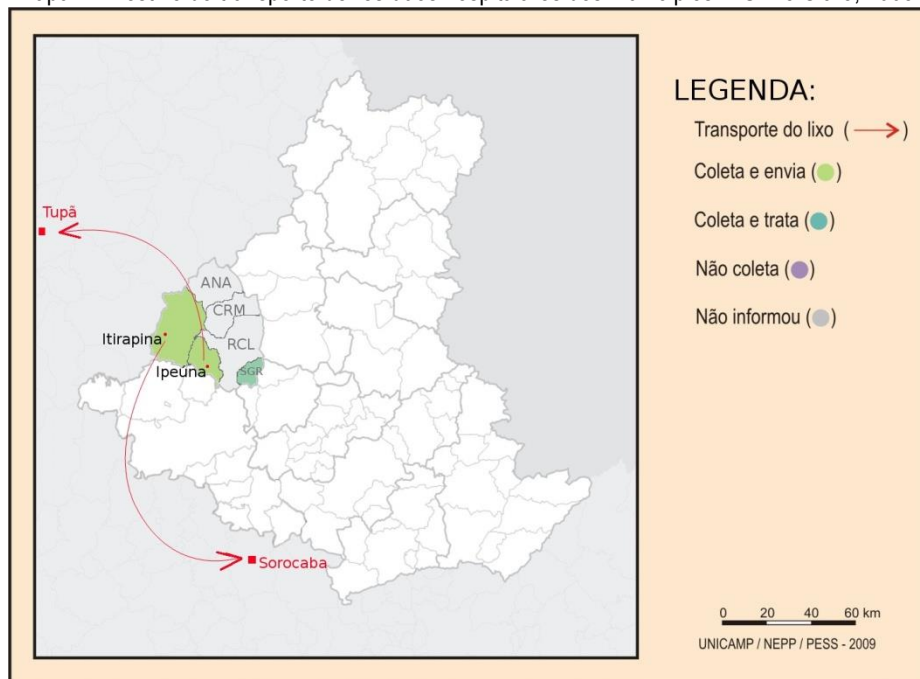 LEGENDA:
Transporte do lixo ( )
Coleta e envia ( )
Coleta e trata ( )
Não coleta ( )
Não informou ( )
Tupã
ANA
CRM
Itirapina
RCL
Ipeúna
SGR
Sorocaba
0 20 40 60 km
UNICAMP / NEPP / PESS - 2009